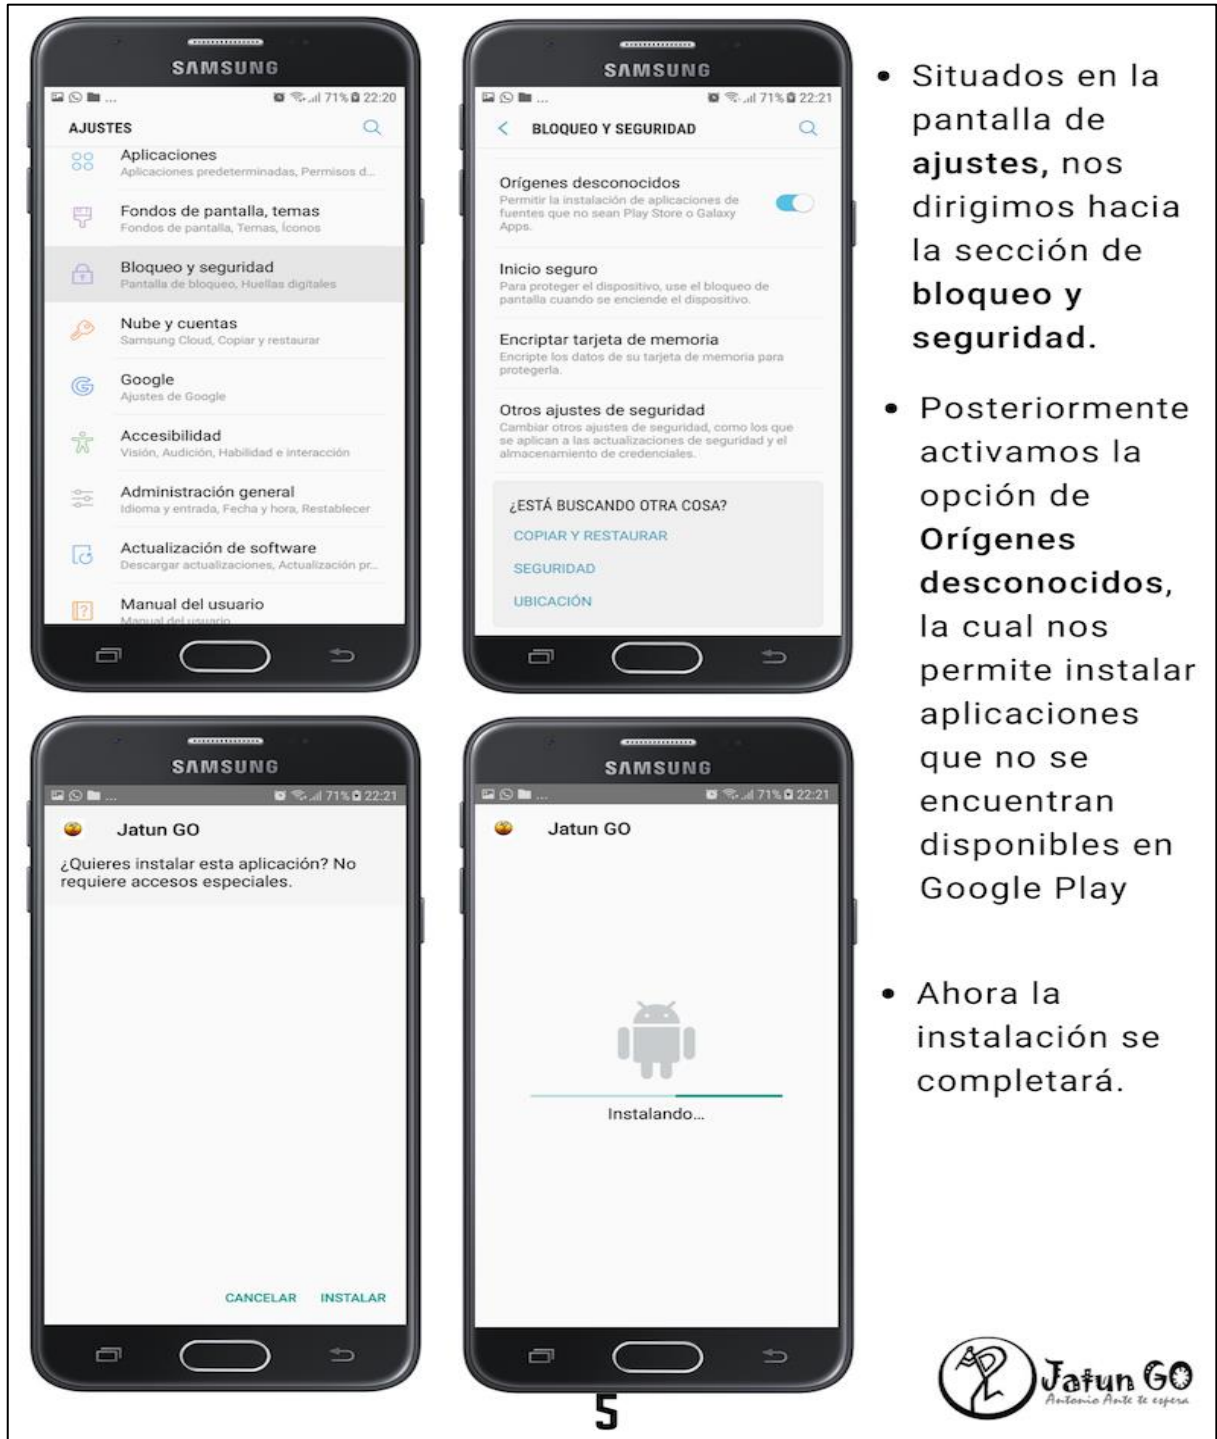 SAMSUNG
... 71% 22:20
AJUSTES
Aplicaciones
Aplicaciones predeterminadas, Permisos d...
Fondos de pantalla, temas
Fondos de pantalla, Temas, Íconos
Bloqueo y seguridad
Pantalla de bloqueo, Huellas digitales
Nube y cuentas
Samsung Cloud, Copiar y restaurar
Google
Ajustes de Google
Accesibilidad
Visión, Audición, Habilidad e interacción
Administración general
Idioma y entrada, Fecha y hora, Restablecer
Actualización de software
Descargar actualizaciones, Actualización pr...
Manual del usuario
Manual del usuario
SAMSUNG
... 71% 22:21
BLOQUEO Y SEGURIDAD
Orígenes desconocidos
Permitir la instalación de aplicaciones de
fuentes que no sean Play Store o Galaxy
Apps.
Inicio seguro
Para proteger el dispositivo, use el bloqueo de
pantalla cuando se enciende el dispositivo.
Encriptar tarjeta de memoria
Encripte los datos de su tarjeta de memoria para
protegerla.
Otros ajustes de seguridad
Cambiar otros ajustes de seguridad, como los que
se aplican a las actualizaciones de seguridad y el
almacenamiento de credenciales.
¿ESTÁ BUSCANDO OTRA COSA?
COPIAR Y RESTAURAR
SEGURIDAD
UBICACIÓN
• Situados en la
pantalla de
ajustes, nos
dirigimos hacia
la sección de
bloqueo y
seguridad.
• Posteriormente
activamos la
opción de
Orígenes
desconocidos,
la cual nos
permite instalar
aplicaciones
que no se
encuentran
disponibles en
Google Play
• Ahora la
instalación se
completará.
SAMSUNG
... 71% 22:21
Jatun GO
¿Quieres instalar esta aplicación? No
requiere accesos especiales.
CANCELAR INSTALAR
SAMSUNG
... 71% 22:21
Jatun GO
Instalando...
Jatun GO
Antonio Ante te espera
5